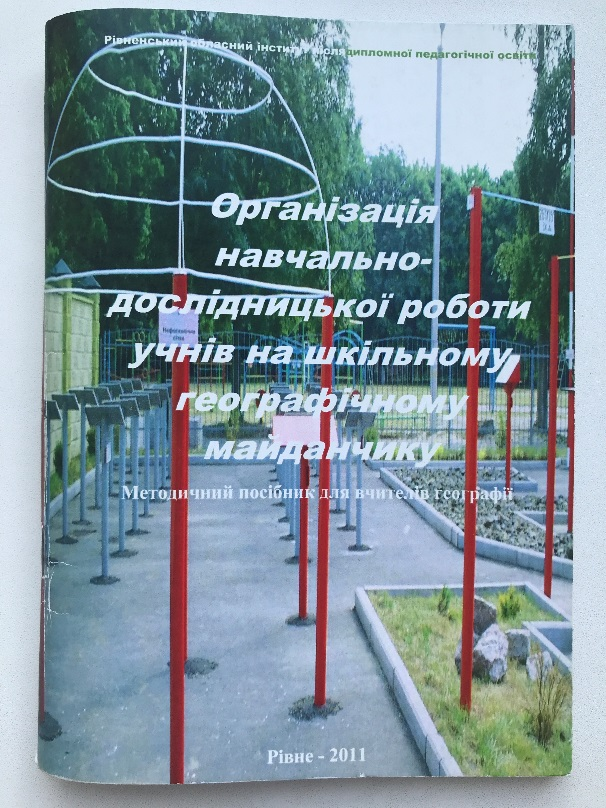 Рівненський обласний інститут післядипломної педагогічної освіти
Організація
навчально-
дослідницької роботи
учнів на шкільному
географічному
майданчику
Методичний посібник для вчителів географії
Рівне - 2011